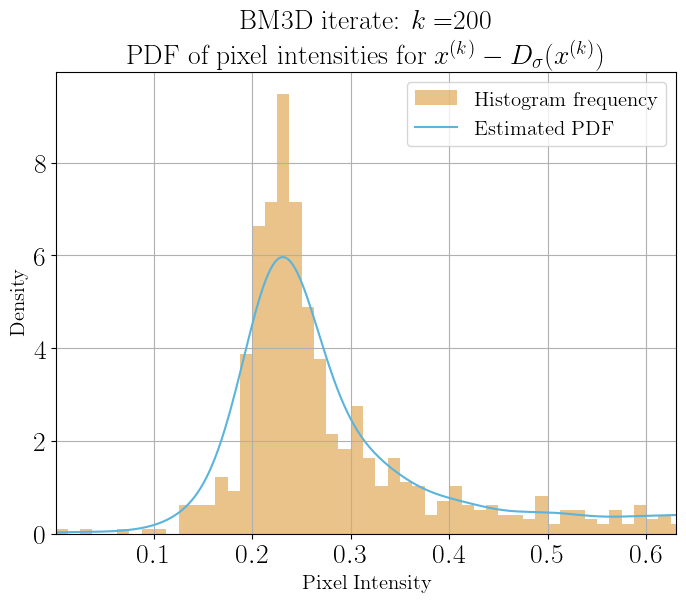 BM3D iterate: k =200
PDF of pixel intensities for x^{(k)} − D_σ(x^{(k)})
Histogram frequency
Estimated PDF
8
6
4
2
0
Density
0.1 0.2 0.3 0.4 0.5 0.6
Pixel Intensity